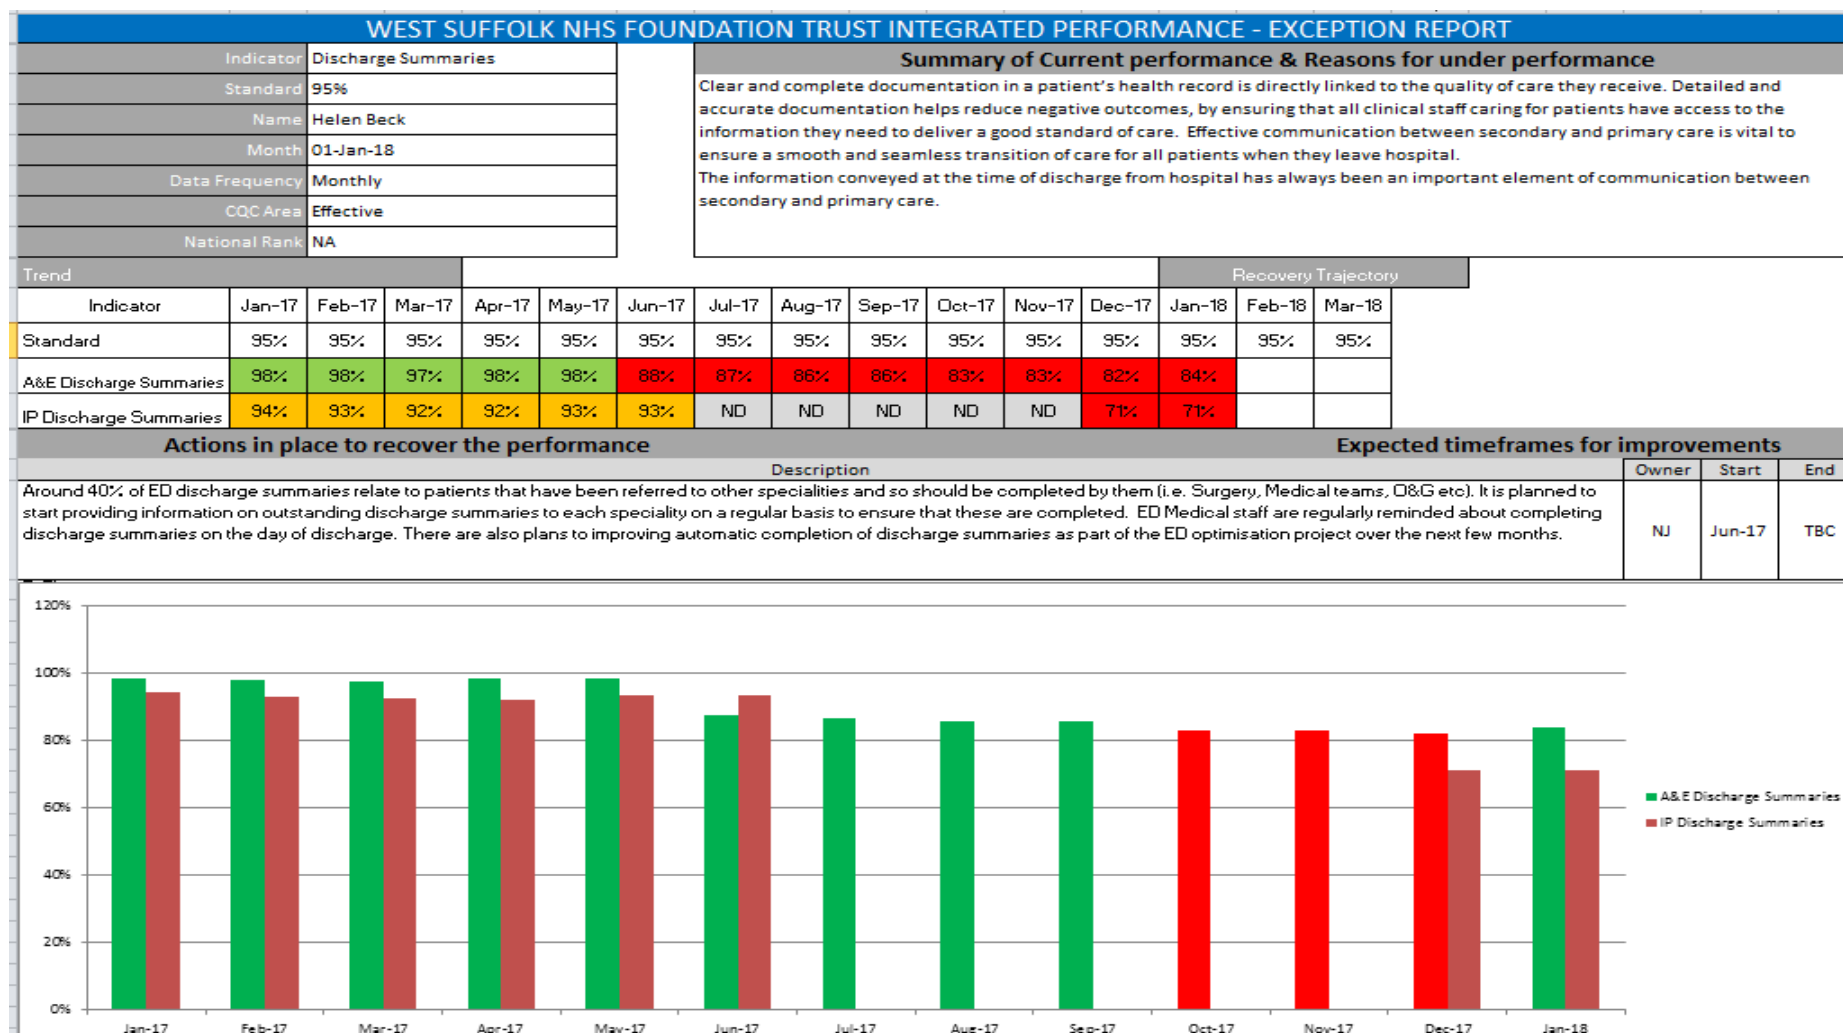 WEST SUFFOLK NHS FOUNDATION TRUST INTEGRATED PERFORMANCE - EXCEPTION REPORT
Indicator Discharge Summaries
Standard 95%
Name Helen Beck
Month 01-Jan-18
Data Frequency Monthly
CQC Area Effective
National Rank NA
Summary of Current performance & Reasons for under performance
Clear and complete documentation in a patient's health record is directly linked to the quality of care they receive. Detailed and
accurate documentation helps reduce negative outcomes, by ensuring that all clinical staff caring for patients have access to the
information they need to deliver a good standard of care. Effective communication between secondary and primary care is vital to
ensure a smooth and seamless transition of care for all patients when they leave hospital.
The information conveyed at the time of discharge from hospital has always been an important element of communication between
secondary and primary care.
Trend Recovery Trajectory
Indicator Jan-17 Feb-17 Mar-17 Apr-17 May-17 Jun-17 Jul-17 Aug-17 Sep-17 Oct-17 Nov-17 Dec-17 Jan-18 Feb-18 Mar-18
Standard 95% 95% 95% 95% 95% 95% 95% 95% 95% 95% 95% 95% 95% 95% 95%
A&E Discharge Summaries 98% 98% 97% 98% 98% 88% 87% 86% 86% 83% 83% 82% 84%
IP Discharge Summaries 94% 93% 92% 92% 93% 93% ND ND ND ND ND 71% 71%
Actions in place to recover the performance Expected timeframes for improvements
Description Owner Start End
Around 40% of ED discharge summaries relate to patients that have been referred to other specialities and so should be completed by them (i.e. Surgery, Medical teams, O&G etc). It is planned to
start providing information on outstanding discharge summaries to each speciality on a regular basis to ensure that these are completed. ED Medical staff are regularly reminded about completing
discharge summaries on the day of discharge. There are also plans to improving automatic completion of discharge summaries as part of the ED optimisation project over the next few months.
NJ Jun-17 TBC
120%
100%
80%
60%
40%
20%
0%
Jan-17 Feb-17 Mar-17 Apr-17 May-17 Jun-17 Jul-17 Aug-17 Sep-17 Oct-17 Nov-17 Dec-17 Jan-18
A&E Discharge Summaries
IP Discharge Summaries